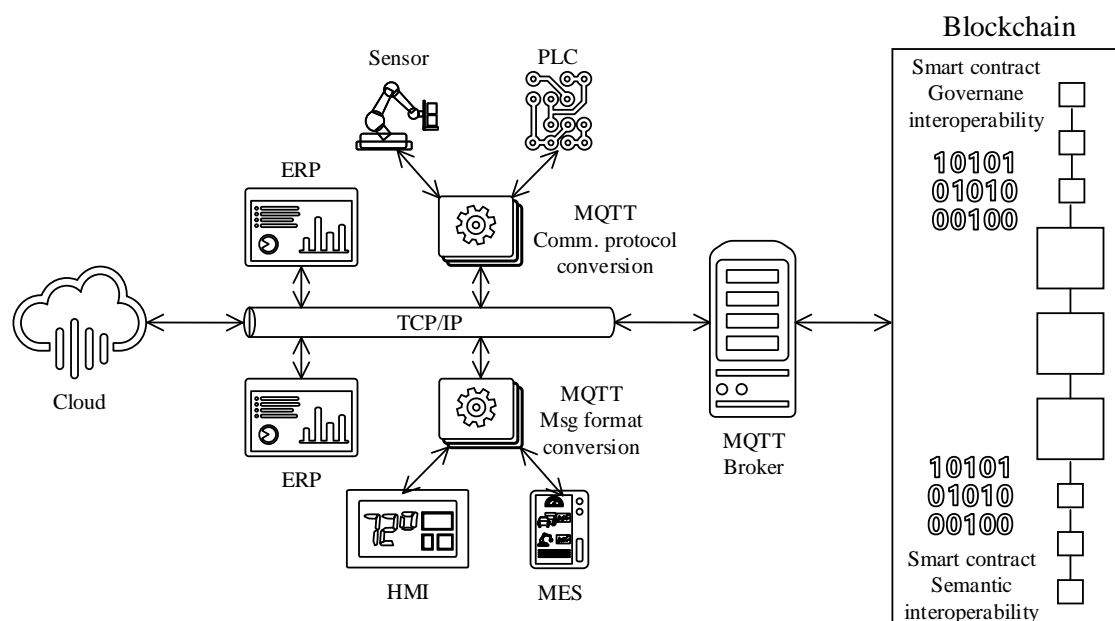 Blockchain
Sensor
PLC
Smart contract
Governane
interoperability
10101
01010
00100
ERP
MQTT
Comm. protocol
conversion
TCP/IP
Cloud
ERP
MQTT
Msg format
conversion
MQTT
Broker
10101
01010
00100
72°
HMI
MES
Smart contract
Semantic
interoperability